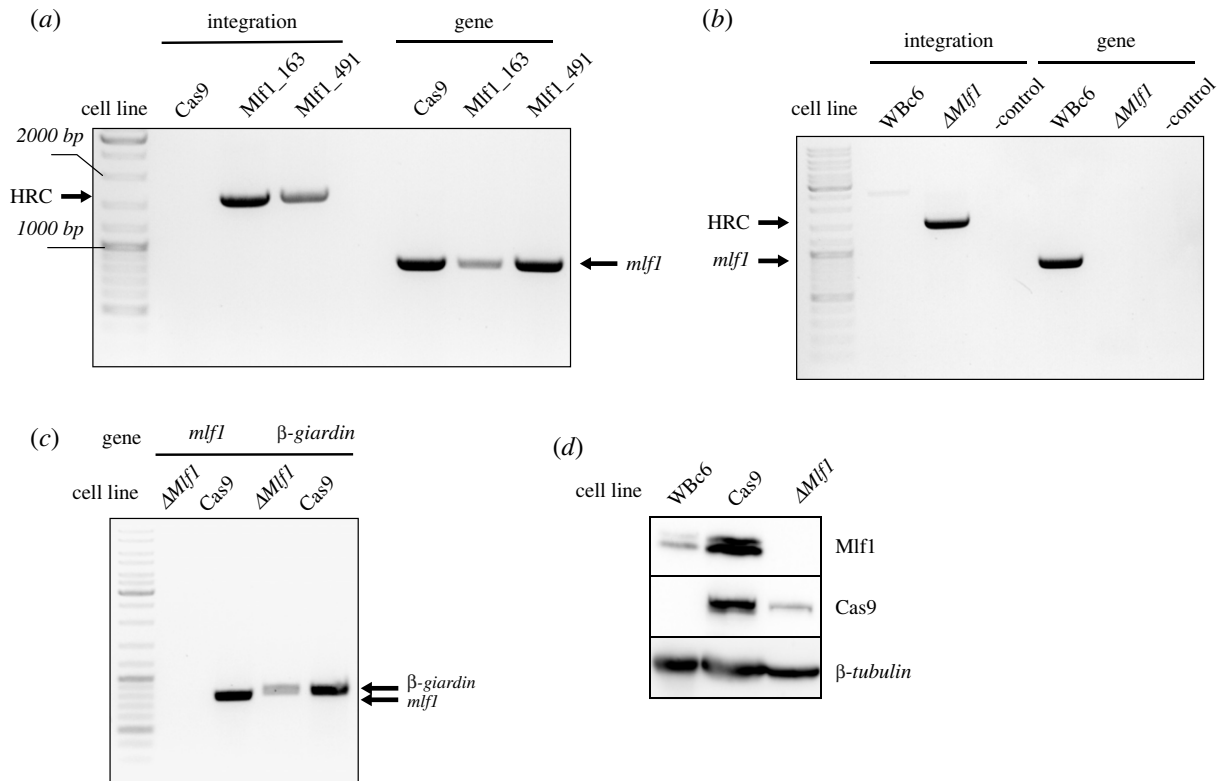 (a)
integration gene
cell line Cas9 Mlf1_163 Mlf1_491 Cas9 Mlf1_163 Mlf1_491
2000 bp
HRC
1000 bp
mlf1
(b)
integration gene
cell line WBc6 ΔMlf1 -control WBc6 ΔMlf1 -control
HRC
mlf1
(c)
gene mlf1 β-giardin
cell line ΔMlf1 Cas9 ΔMlf1 Cas9
β-giardin
mlf1
(d)
cell line WBc6 Cas9 ΔMlf1
Mlf1
Cas9
β-tubulin